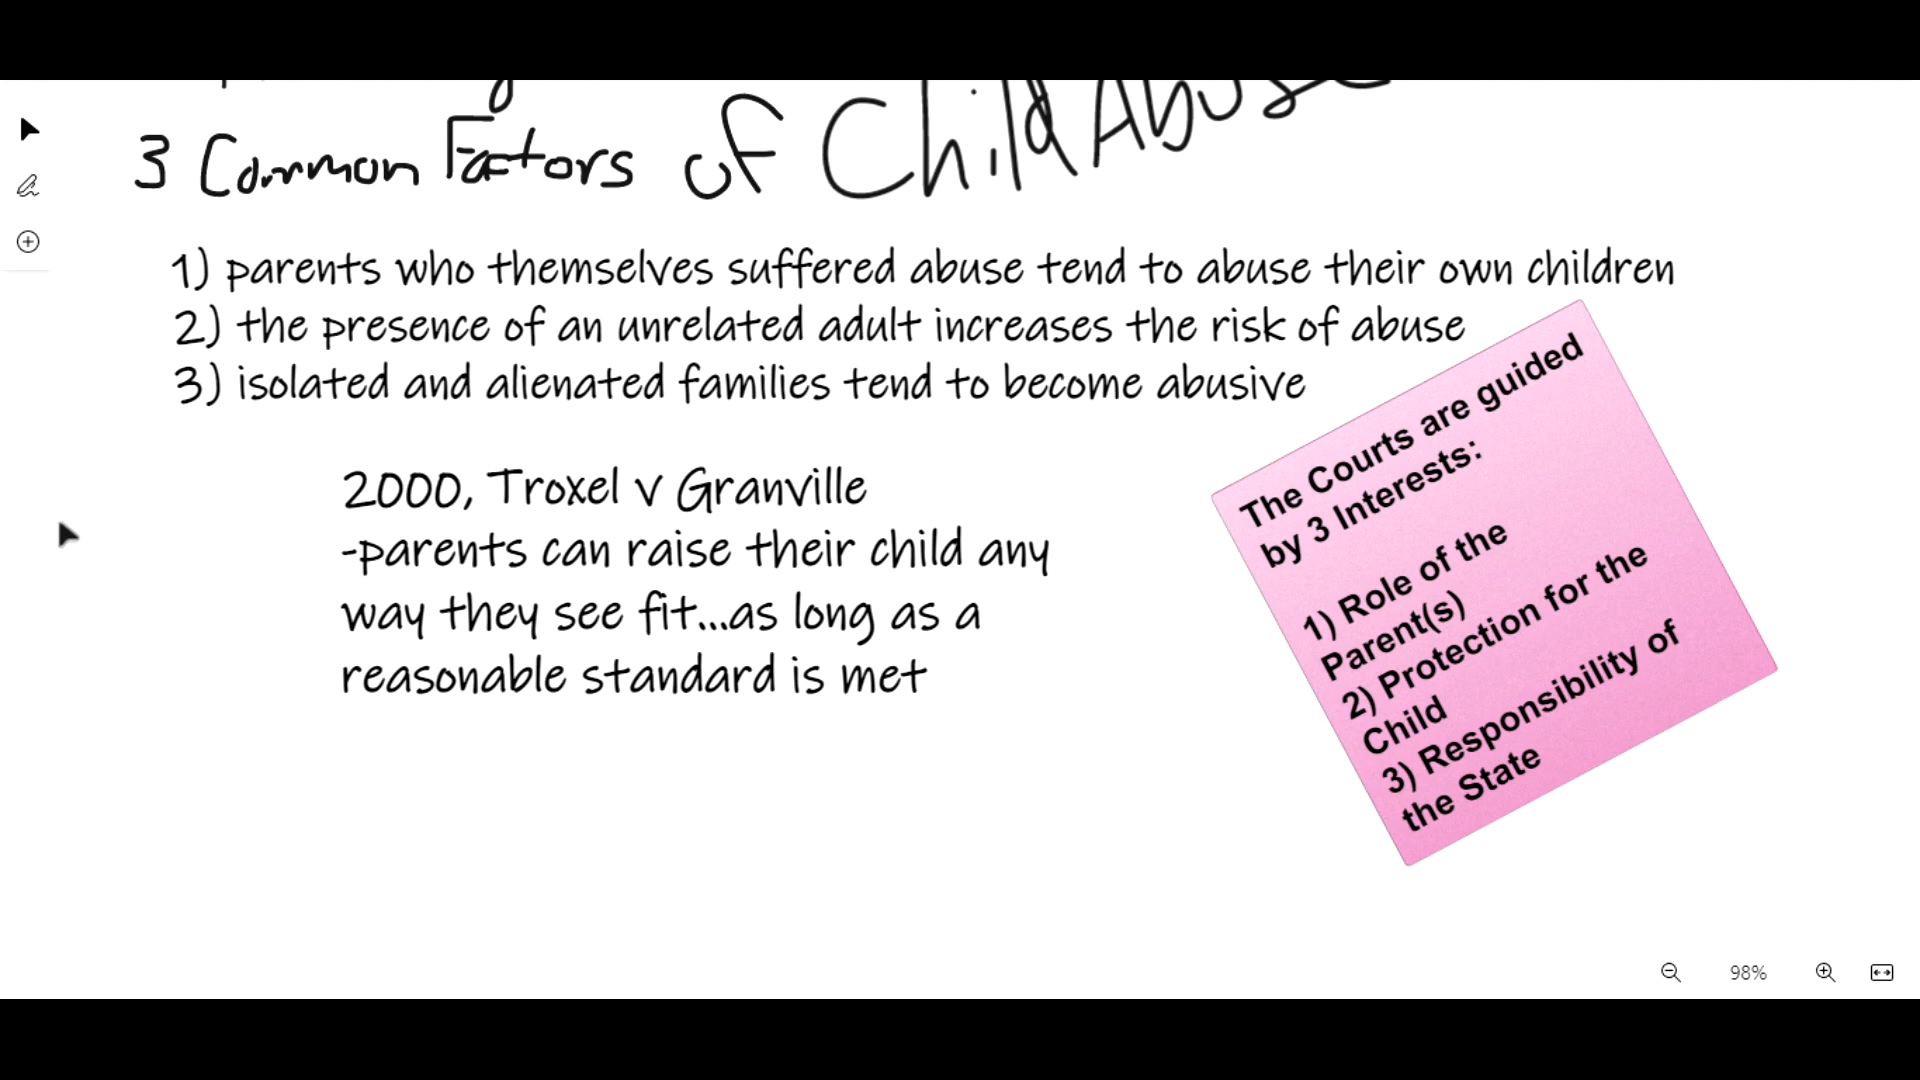 3 Common Factors of Child Abuse
1) parents who themselves suffered abuse tend to abuse their own children
2) the presence of an unrelated adult increases the risk of abuse
3) isolated and alienated families tend to become abusive
2000, Troxel v Granville
-parents can raise their child any
way they see fit...as long as a
reasonable standard is met
The Courts are guided
by 3 Interests:
1) Role of the
Parent(s)
2) Protection for the
Child
3) Responsibility of
the State
98%